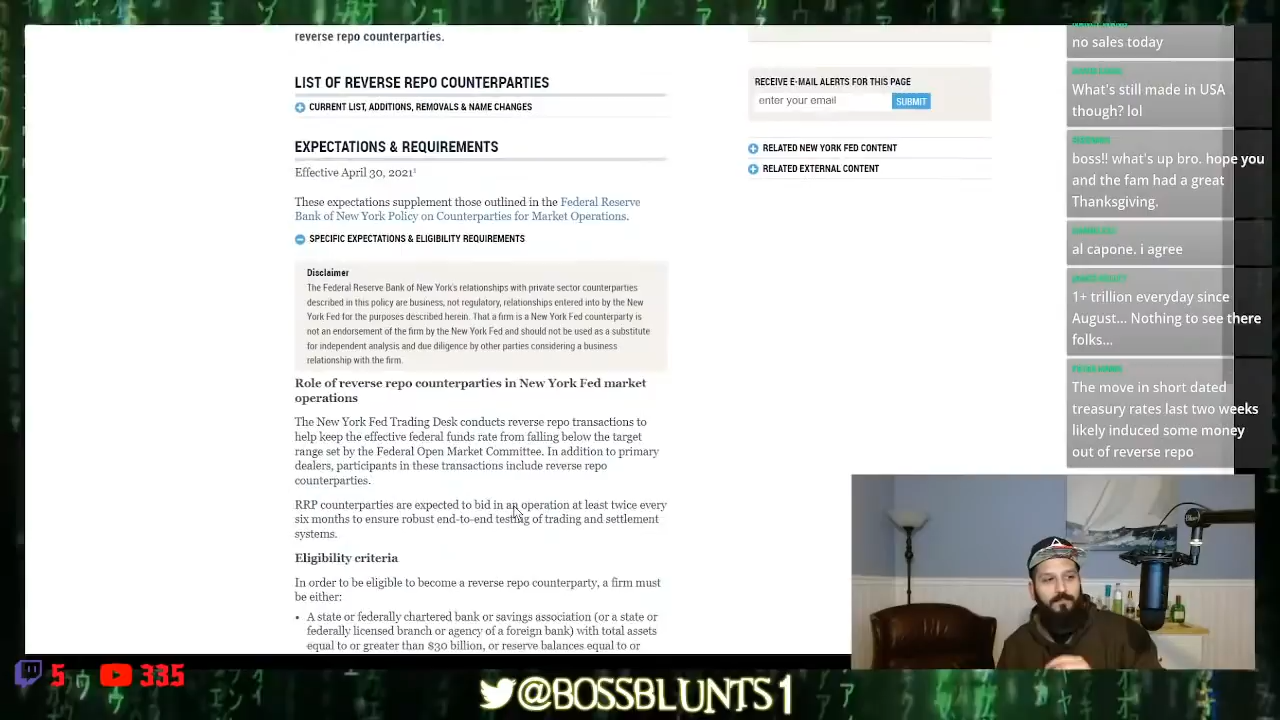 reverse repo counterparties.
LIST OF REVERSE REPO COUNTERPARTIES
CURRENT LIST, ADDITIONS, REMOVALS & NAME CHANGES
EXPECTATIONS & REQUIREMENTS
Effective April 30, 2021¹
These expectations supplement those outlined in the Federal Reserve
Bank of New York Policy on Counterparties for Market Operations.
SPECIFIC EXPECTATIONS & ELIGIBILITY REQUIREMENTS
Disclaimer
The Federal Reserve Bank of New York's relationships with private sector counterparties
described in this policy are business, not regulatory, relationships entered into by the New
York Fed for the purposes described herein. That a firm is a New York Fed counterparty is
not an endorsement of the firm by the New York Fed and should not be used as a substitute
for independent analysis and due diligence by other parties considering a business
relationship with the firm.
Role of reverse repo counterparties in New York Fed market
operations
The New York Fed Trading Desk conducts reverse repo transactions to
help keep the effective federal funds rate from falling below the target
range set by the Federal Open Market Committee. In addition to primary
dealers, participants in these transactions include reverse repo
counterparties.
RRP counterparties are expected to bid in an operation at least twice every
six months to ensure robust end-to-end testing of trading and settlement
systems.
Eligibility criteria
In order to be eligible to become a reverse repo counterparty, a firm must
be either:
• A state or federally chartered bank or savings association (or a state or
federally licensed branch or agency of a foreign bank) with total assets
equal to or greater than $30 billion, or reserve balances equal to or
RECEIVE E-MAIL ALERTS FOR THIS PAGE
enter your email
SUBMIT
RELATED NEW YORK FED CONTENT
RELATED EXTERNAL CONTENT
no sales today
What's still made in USA
though? lol
boss!! what's up bro. hope you
and the fam had a great
Thanksgiving.
al capone. i agree
1+ trillion everyday since
August... Nothing to see there
folks...
The move in short dated
treasury rates last two weeks
likely induced some money
out of reverse repo
5
335
@BOSSBLUNTS1